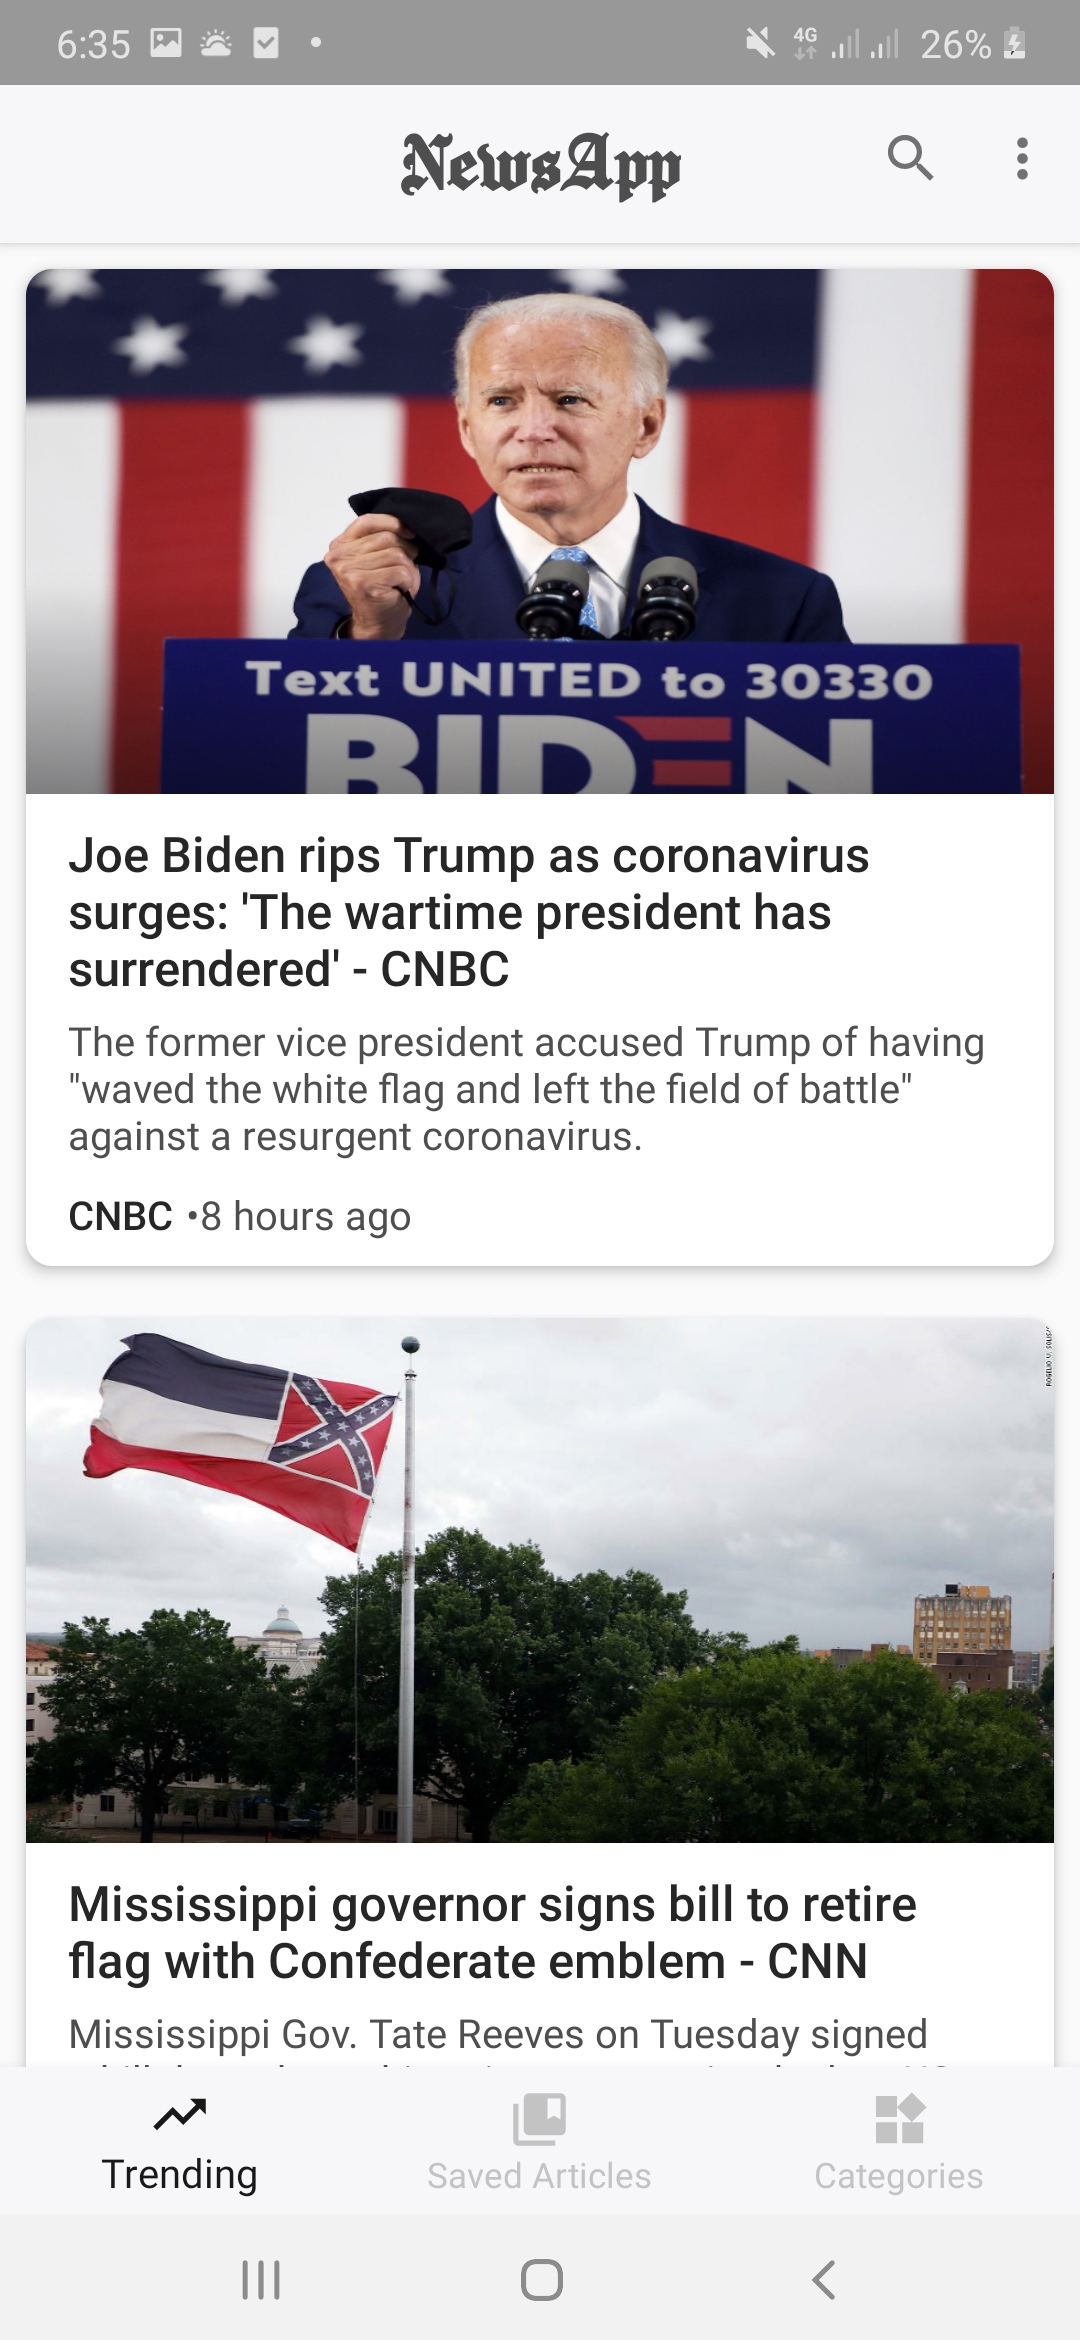 6:35
4G
26%
NewsApp
Text UNITED to 30330
BIDEN
Joe Biden rips Trump as coronavirus
surges: 'The wartime president has
surrendered' - CNBC
The former vice president accused Trump of having
"waved the white flag and left the field of battle"
against a resurgent coronavirus.
CNBC •8 hours ago
Mississippi governor signs bill to retire
flag with Confederate emblem - CNN
Mississippi Gov. Tate Reeves on Tuesday signed
Trending
Saved Articles
Categories